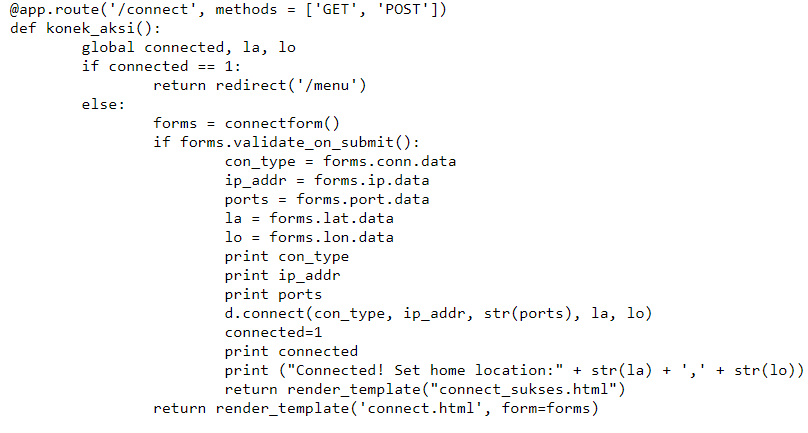 @app.route('/connect', methods = ['GET', 'POST'])
def konek_aksi():
        global connected, la, lo
        if connected == 1:
                return redirect('/menu')
        else:
                forms = connectform()
                if forms.validate_on_submit():
                        con_type = forms.conn.data
                        ip_addr = forms.ip.data
                        ports = forms.port.data
                        la = forms.lat.data
                        lo = forms.lon.data
                        print con_type
                        print ip_addr
                        print ports
                        d.connect(con_type, ip_addr, str(ports), la, lo)
                        connected=1
                        print connected
                        print ("Connected! Set home location:" + str(la) + ',' + str(lo))
                        return render_template("connect_sukses.html")
                return render_template('connect.html', form=forms)